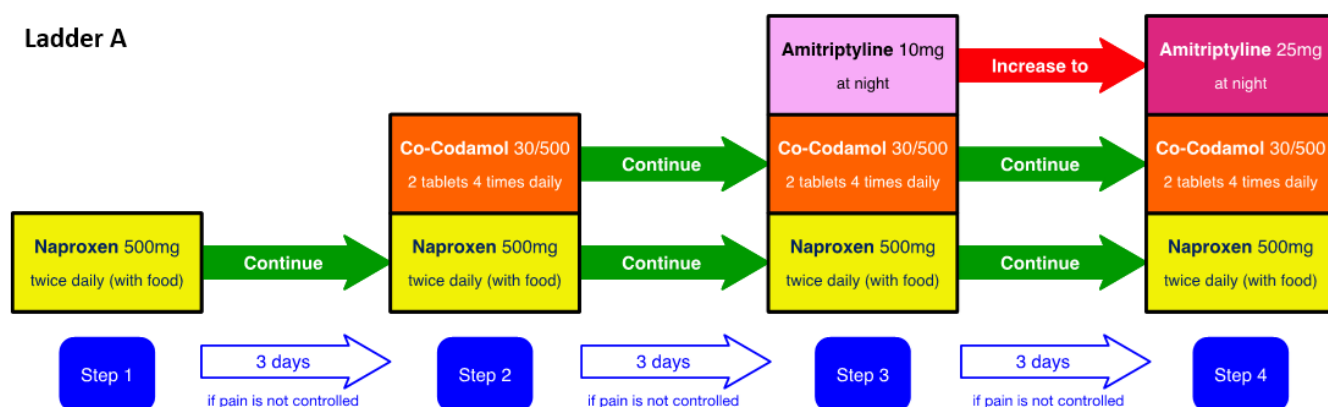 Ladder A
Amitriptyline 10mg
at night
Increase to
Amitriptyline 25mg
at night
Co-Codamol 30/500
2 tablets 4 times daily
Continue
Co-Codamol 30/500
2 tablets 4 times daily
Continue
Co-Codamol 30/500
2 tablets 4 times daily
Naproxen 500mg
twice daily (with food)
Continue
Naproxen 500mg
twice daily (with food)
Continue
Naproxen 500mg
twice daily (with food)
Continue
Naproxen 500mg
twice daily (with food)
Step 1
3 days
if pain is not controlled
Step 2
3 days
if pain is not controlled
Step 3
3 days
if pain is not controlled
Step 4